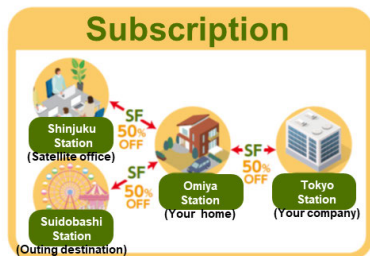 Subscription
Shinjuku
Station
(Satellite office)
SF
50%
OFF
SF
50%
OFF
Suidobashi
Station
(Outing destination)
Omiya
Station
(Your home)
SF
50%
OFF
Tokyo
Station
(Your company)